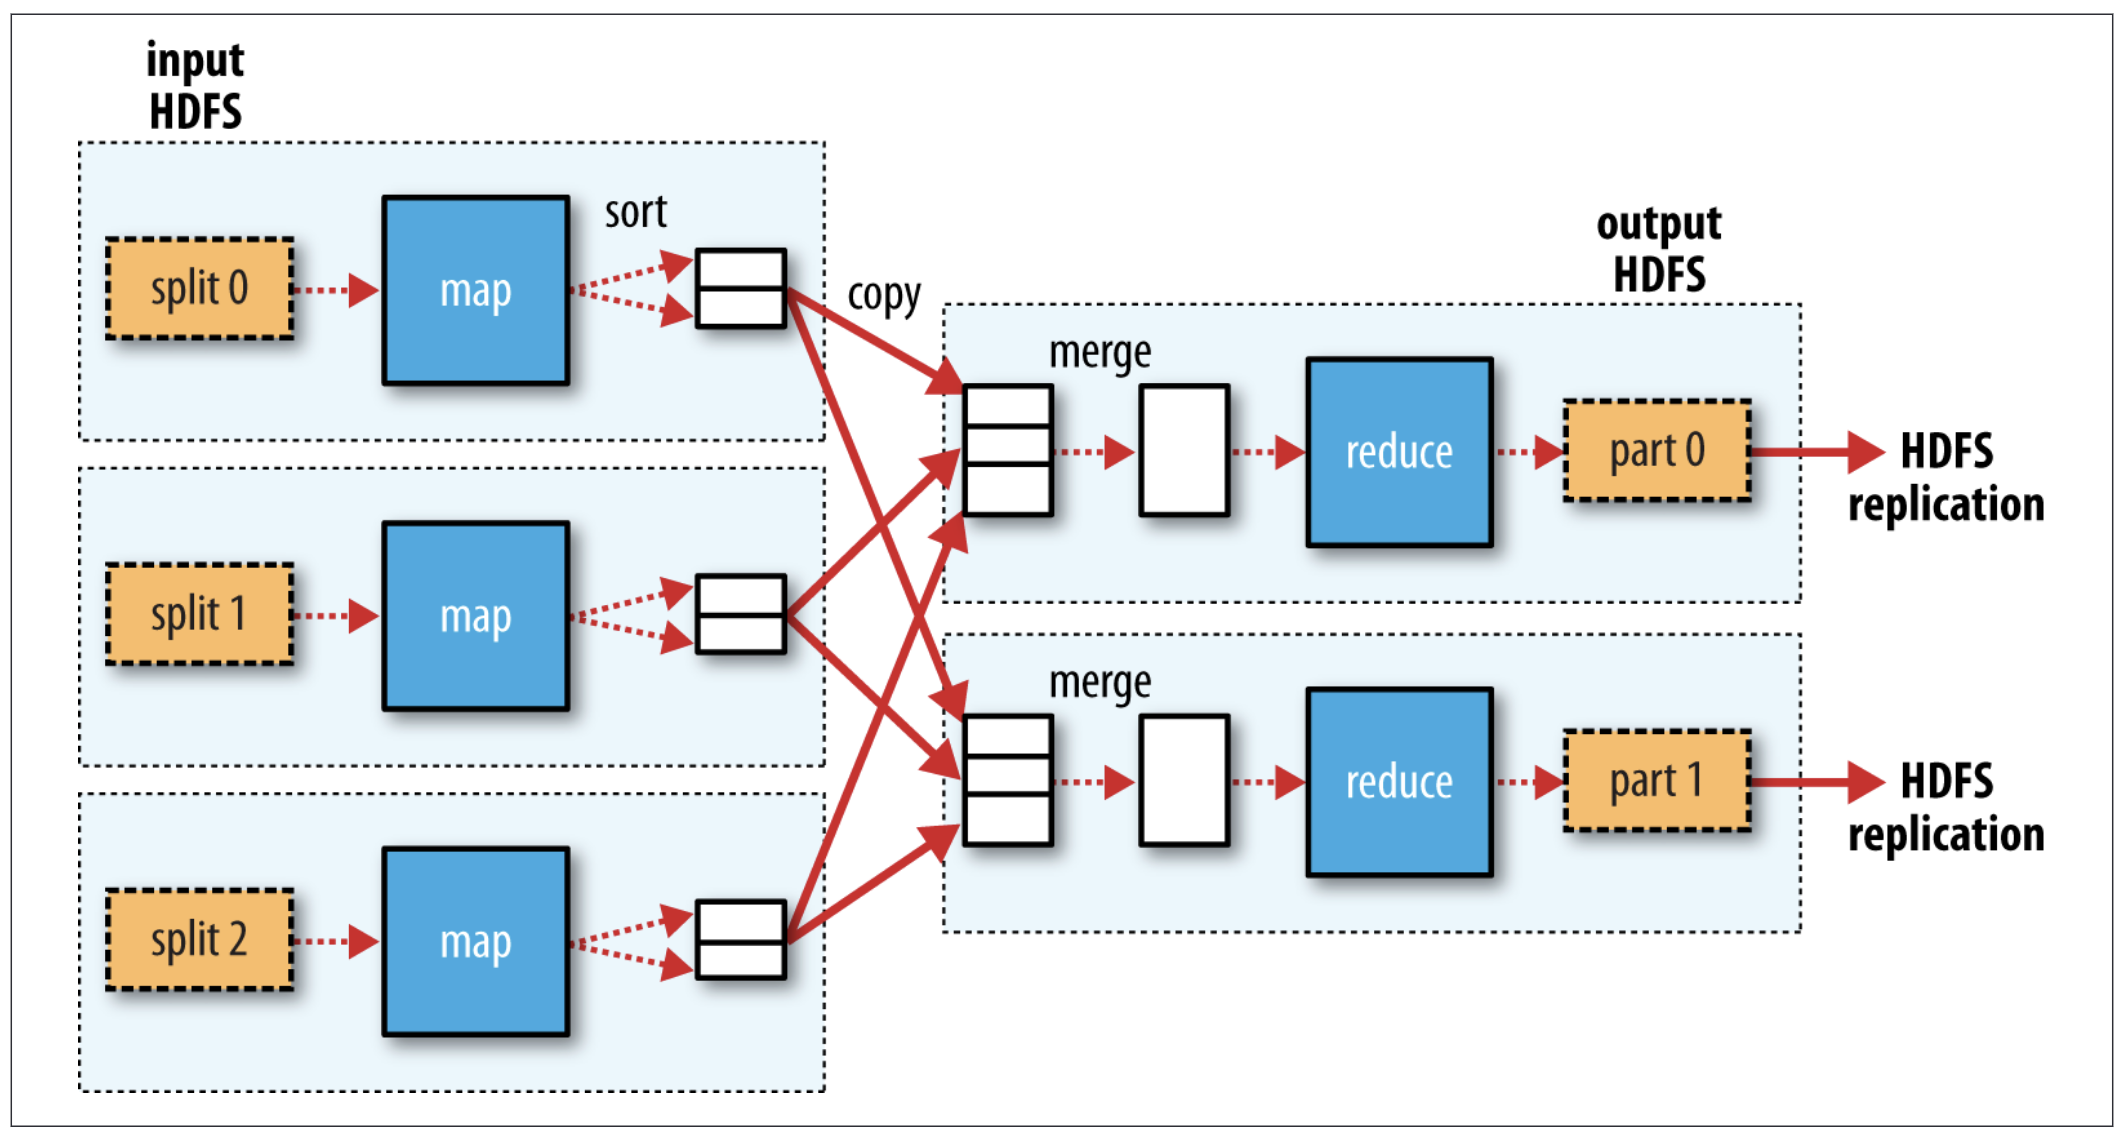 input
HDFS
split 0
map
sort
copy
split 1
map
split 2
map
output
HDFS
merge
reduce
part 0
HDFS
replication
merge
reduce
part 1
HDFS
replication